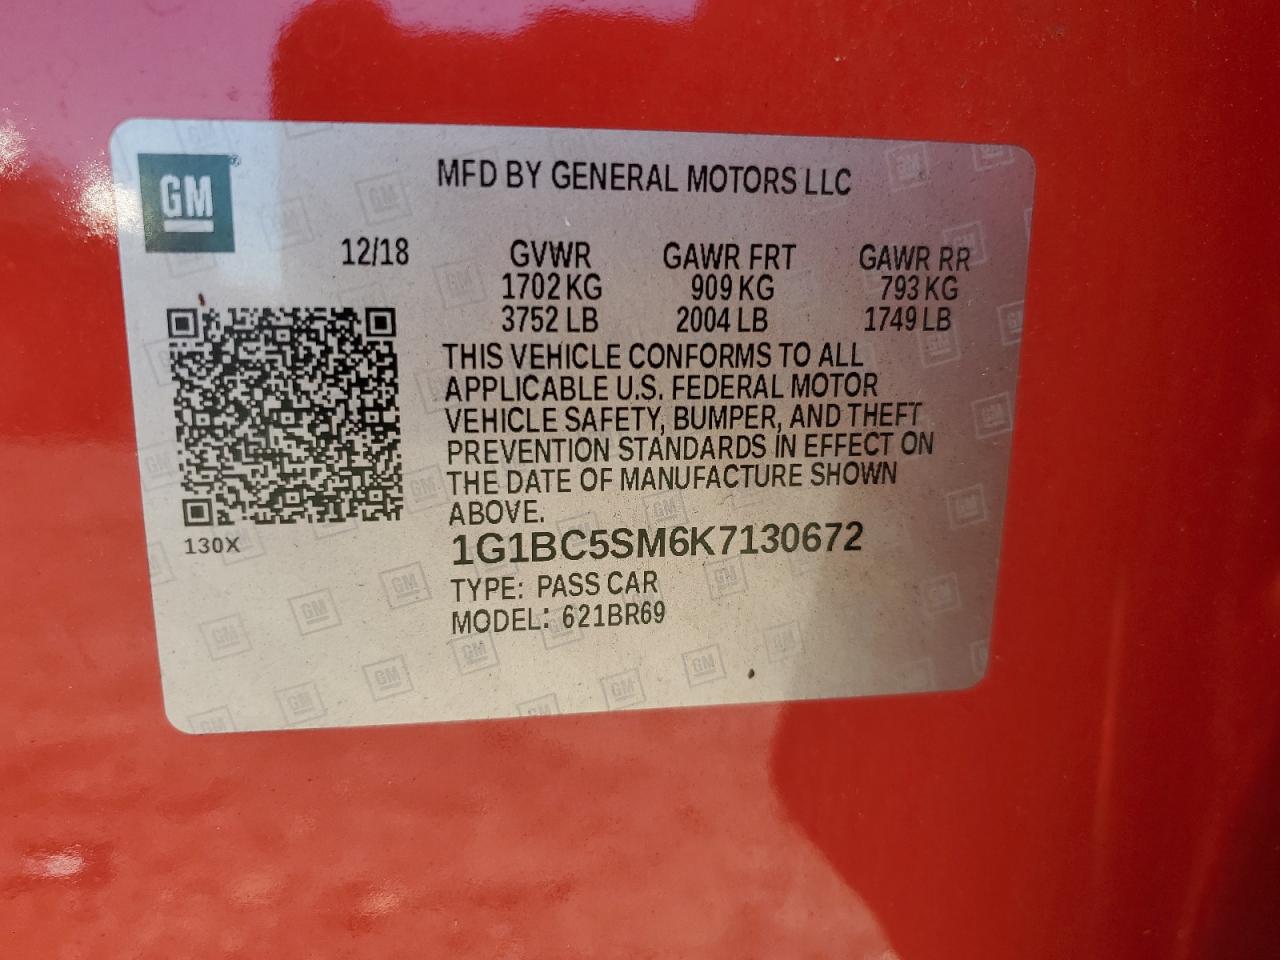 GM®
MFD BY GENERAL MOTORS LLC
12/18 GVWR GAWR FRT GAWR RR
1702 KG 909 KG 793 KG
3752 LB 2004 LB 1749 LB
THIS VEHICLE CONFORMS TO ALL
APPLICABLE U.S. FEDERAL MOTOR
VEHICLE SAFETY, BUMPER, AND THEFT
PREVENTION STANDARDS IN EFFECT ON
THE DATE OF MANUFACTURE SHOWN
ABOVE.
130X
1G1BC5SM6K7130672
TYPE: PASS CAR
MODEL: 621BR69